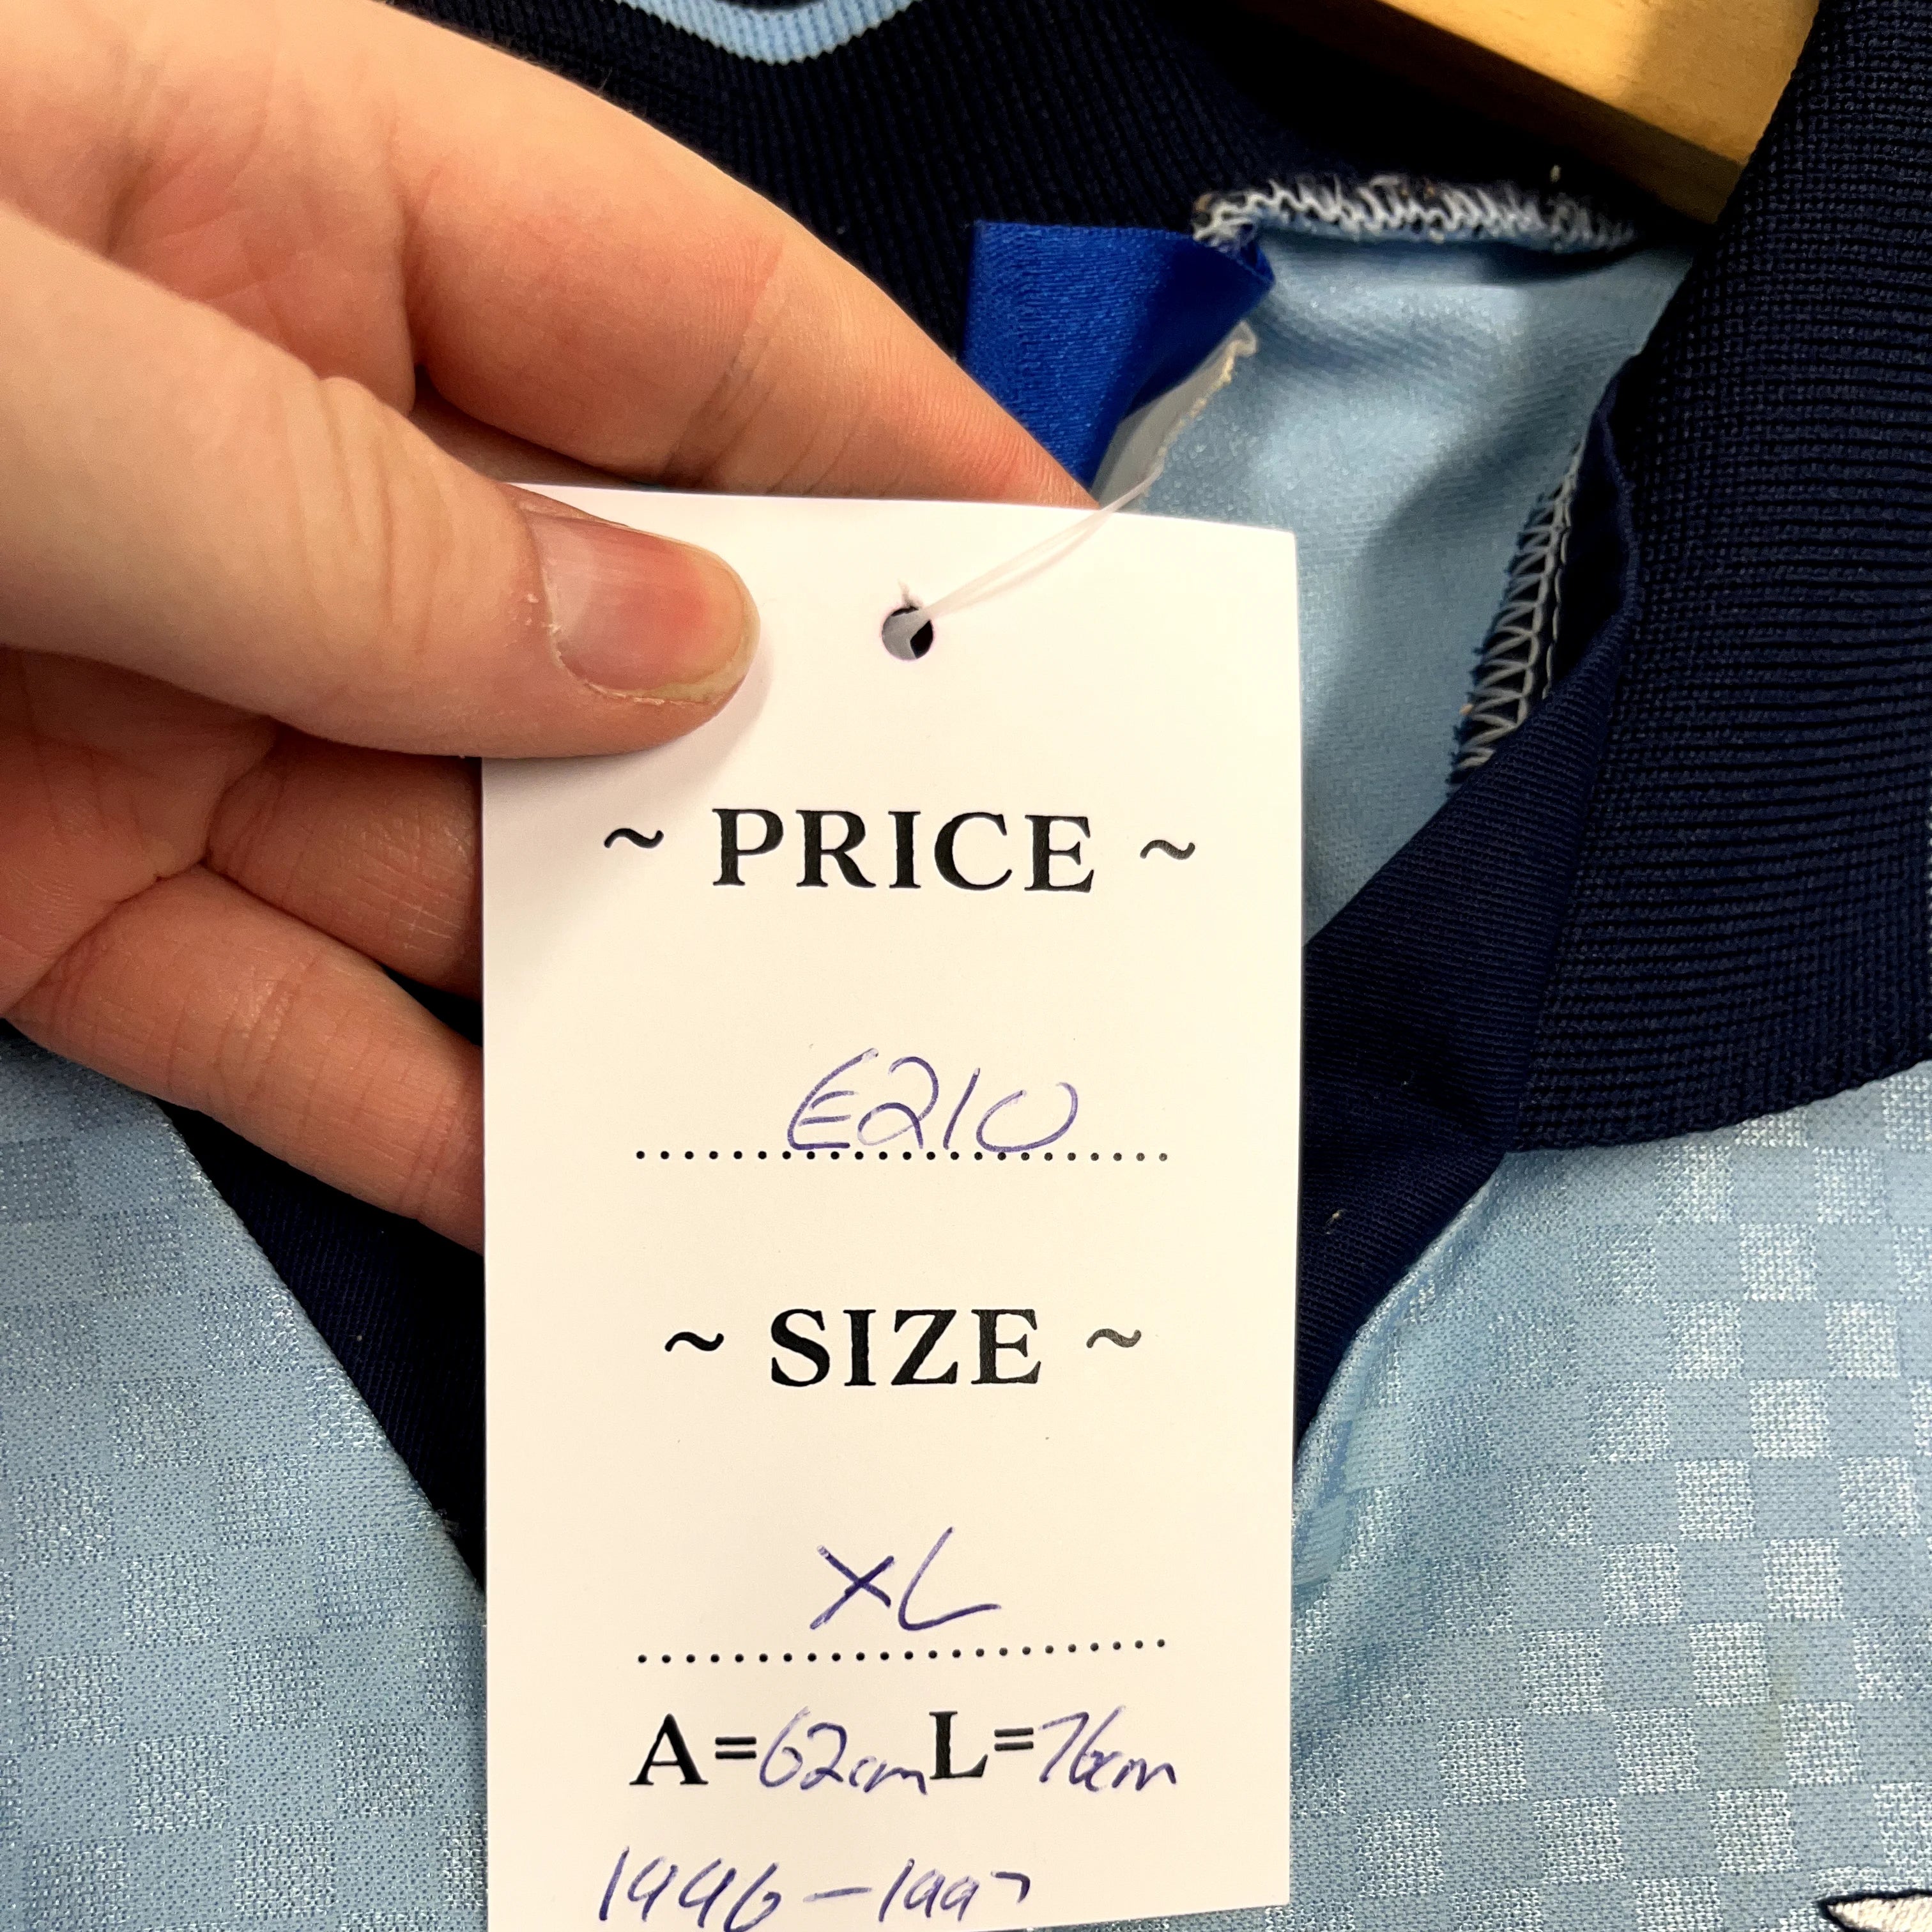 ~ PRICE ~
€210
~ SIZE ~
XL
A=62cm L=76cm
1996-1997